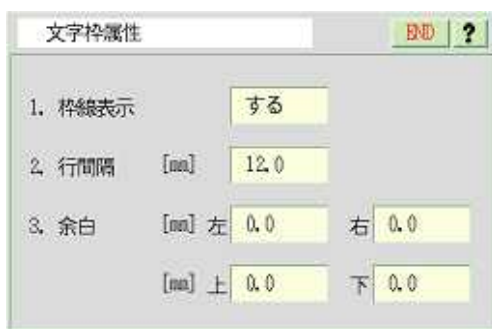 文字枠属性 END ?
1. 枠線表示 する
2. 行間隔 [mm] 12.0
3. 余白 [mm] 左 0.0 右 0.0
[mm] 上 0.0 下 0.0